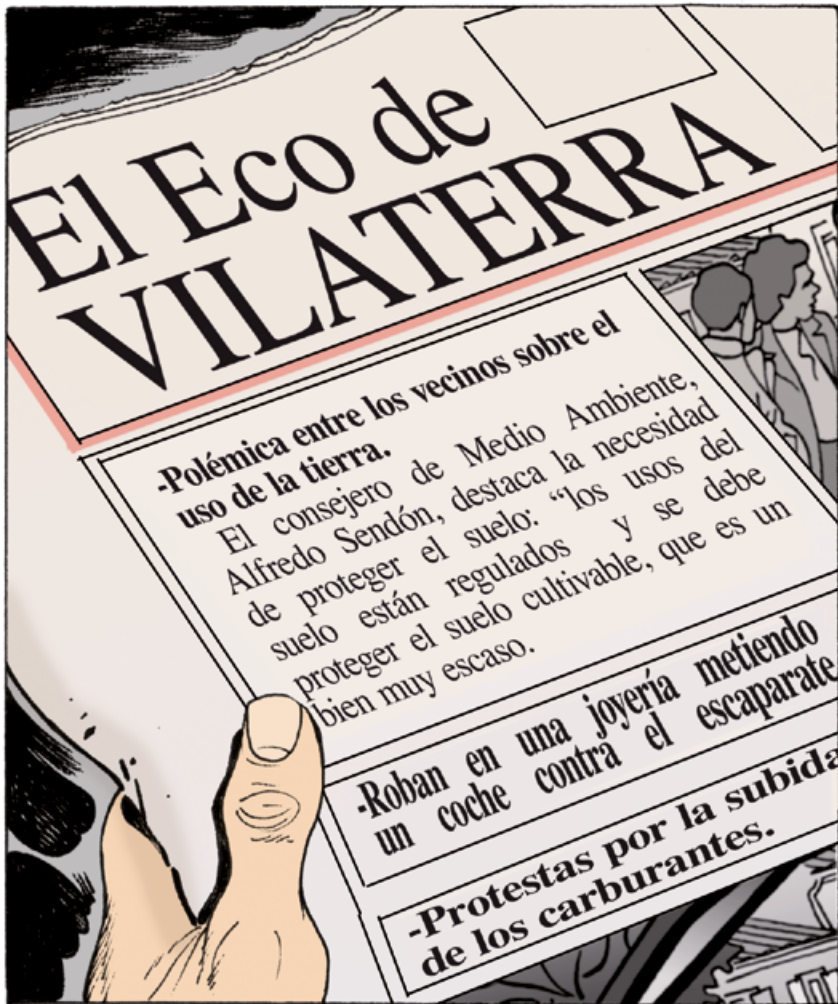 El Eco de
VILATERRA
-Polémica entre los vecinos sobre el
uso de la tierra.
El consejero de Medio Ambiente,
Alfredo Sendón, destaca la necesidad
de proteger el suelo: “los usos del
suelo están regulados y se debe
proteger el suelo cultivable, que es un
bien muy escaso.
-Roban en una joyería metiendo
un coche contra el escaparate
-Protestas por la subida
de los carburantes.